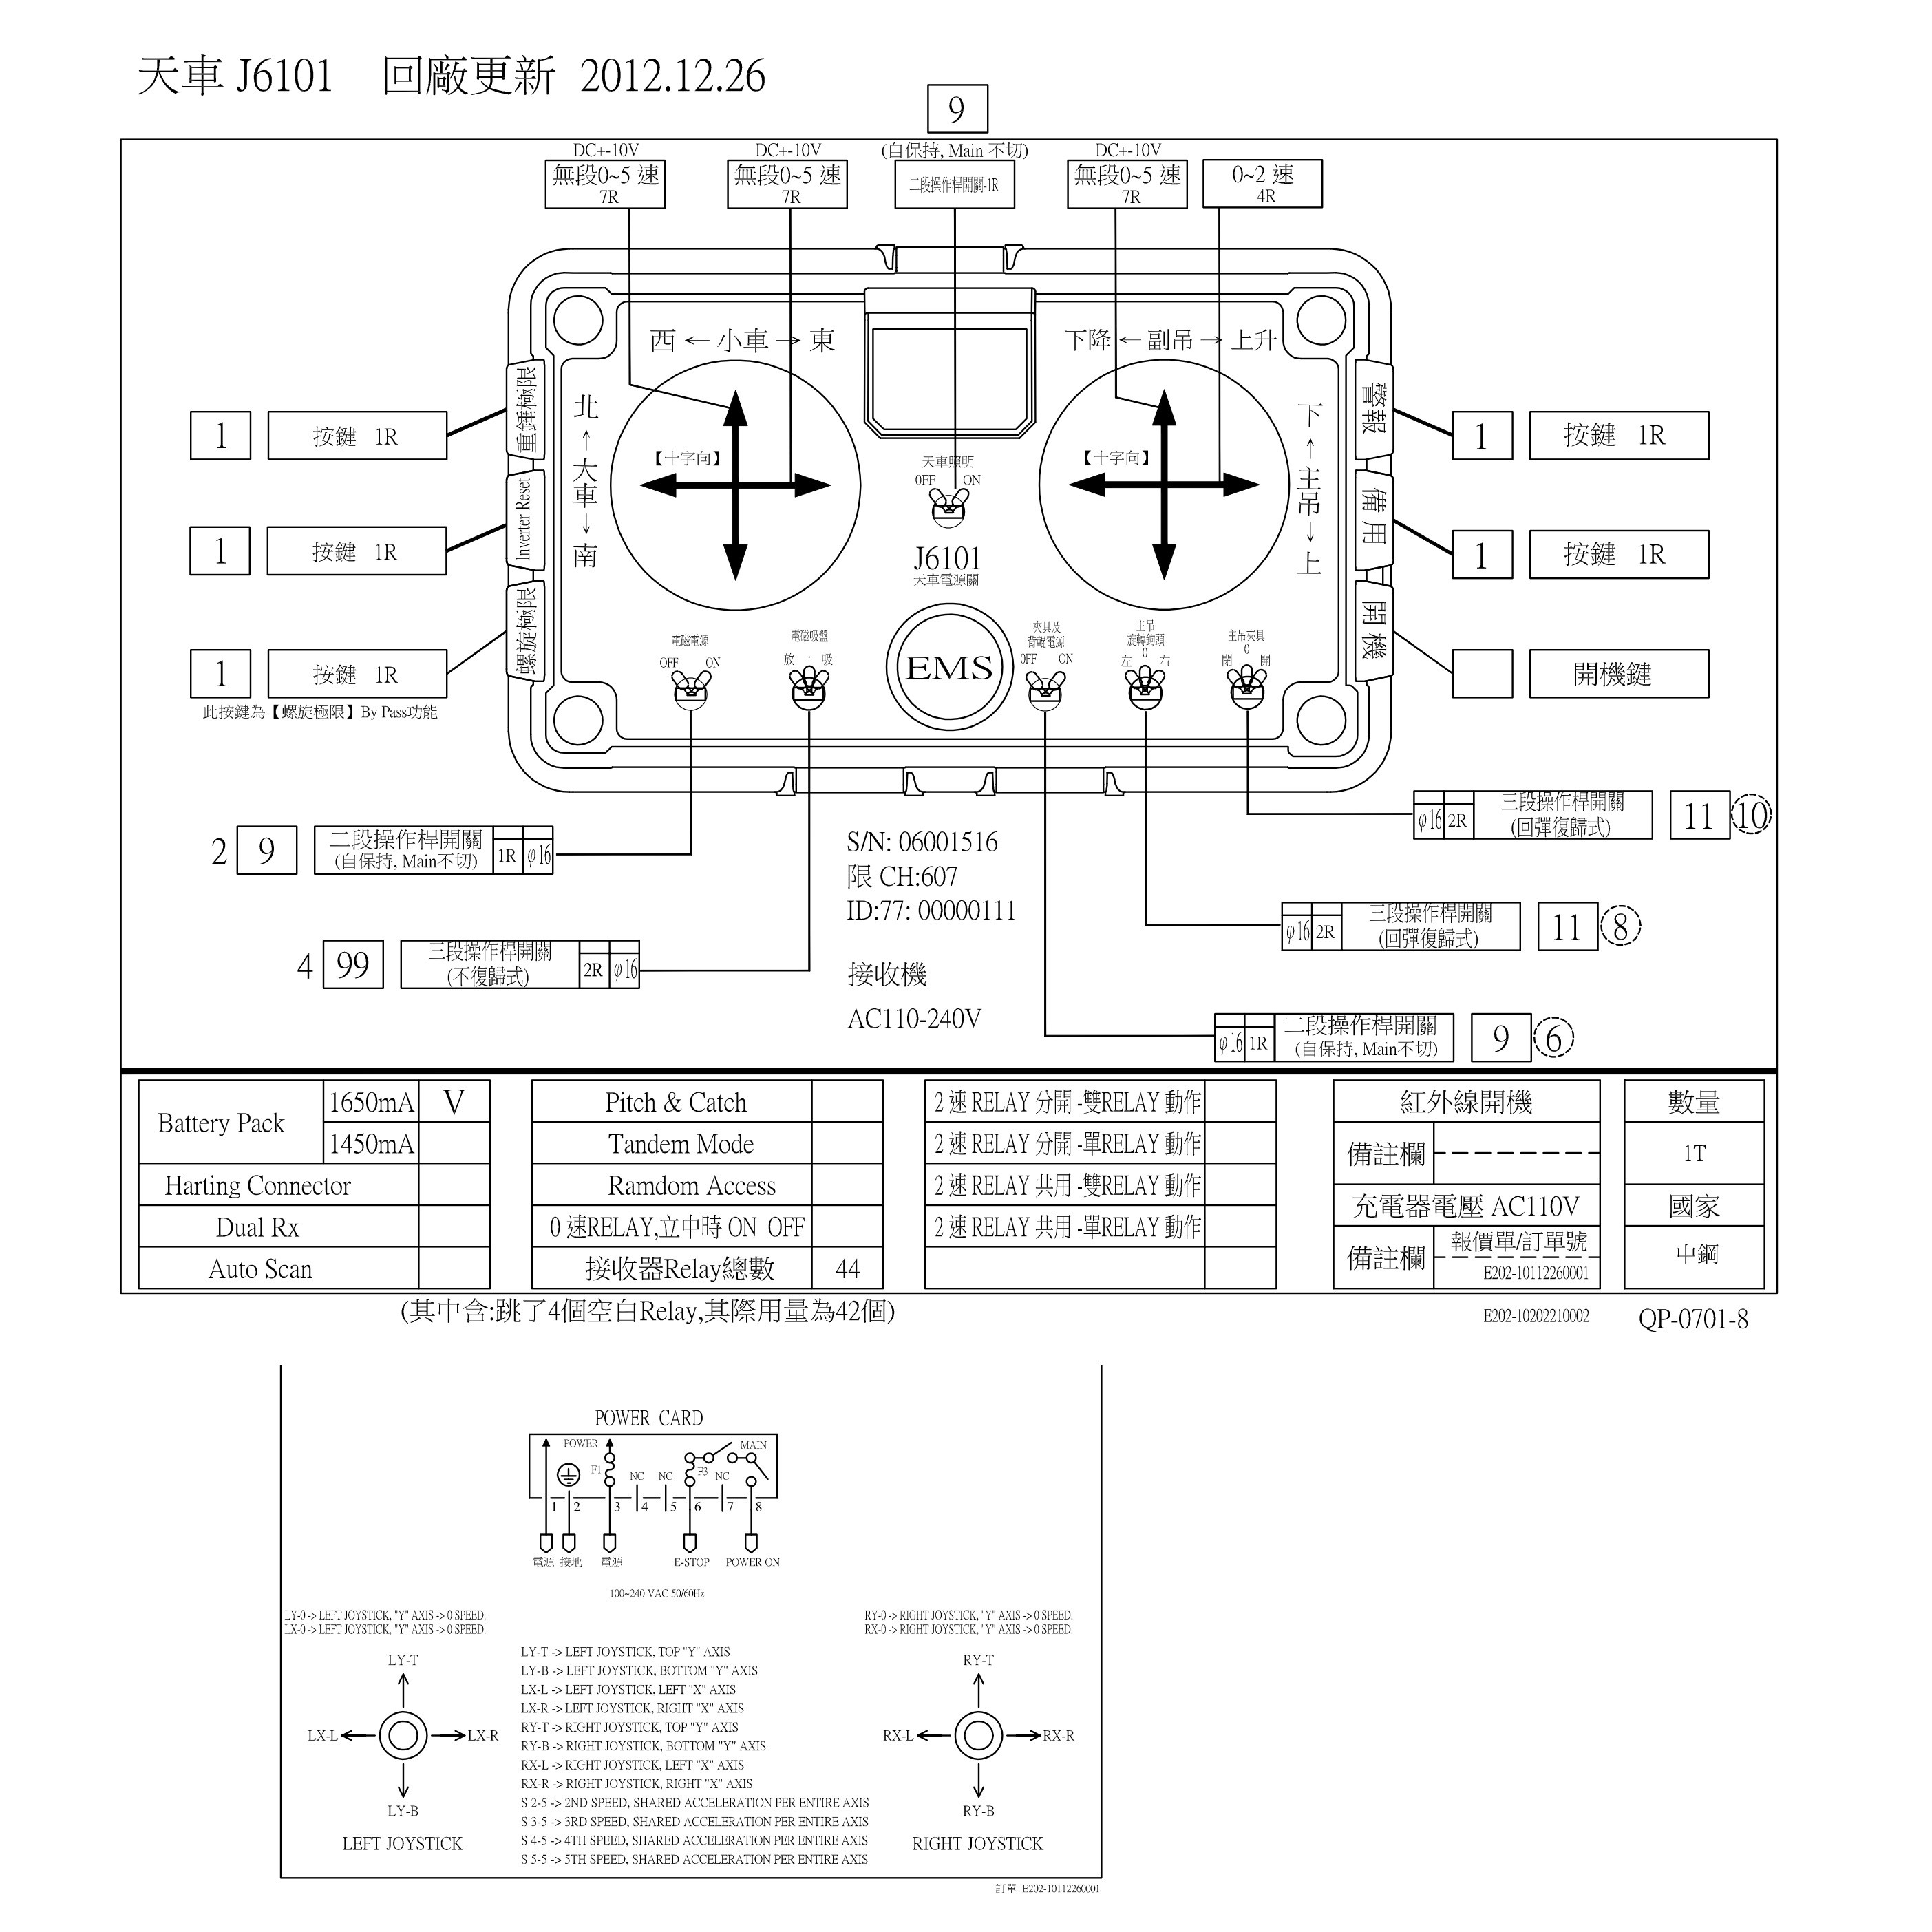 天車 J6101 回廠更新 2012.12.26
9
DC+-10V
無段0~5 速
7R
DC+-10V
無段0~5 速
7R
(自保持, Main 不切)
二段操作桿開關-1R
DC+-10V
無段0~5 速
7R
0~2 速
4R
西 ← 小車 → 東
下降 ← 副吊 → 上升
北 ↑ 大車 ↓ 南
【十字向】
【十字向】
下 ↑ 主吊 ↓ 上
重錘極限
Inverter Reset
螺旋極限
警報
備用
開機
1 按鍵 1R
1 按鍵 1R
1 按鍵 1R
此按鍵為【螺旋極限】By Pass功能
1 按鍵 1R
1 按鍵 1R
開機鍵
天車照明
OFF ON
J6101
天車電源關
EMS
電磁電源
OFF ON
電磁吸盤
放 · 吸
夾具及
背輥電源
OFF ON
主吊
旋轉鉤頭
0
左 右
主吊夾具
0
閉 開
2 9 二段操作桿開關
(自保持, Main不切)
1R φ16
4 99 三段操作桿開關
(不復歸式)
2R φ16
S/N: 06001516
限 CH:607
ID:77: 00000111
接收機
AC110-240V
φ16 2R 三段操作桿開關
(回彈復歸式)
11 10
φ16 2R 三段操作桿開關
(回彈復歸式)
11 8
φ16 1R 二段操作桿開關
(自保持, Main不切)
9 6
Battery Pack 1650mA V
1450mA
Harting Connector
Dual Rx
Auto Scan
Pitch & Catch
Tandem Mode
Ramdom Access
0 速RELAY,立中時 ON OFF
接收器Relay總數 44
2 速 RELAY 分開 -雙RELAY 動作
2 速 RELAY 分開 -單RELAY 動作
2 速 RELAY 共用 -雙RELAY 動作
2 速 RELAY 共用 -單RELAY 動作
紅外線開機
備註欄
充電器電壓 AC110V
備註欄 報價單/訂單號
E202-10112260001
數量
1T
國家
中鋼
(其中含:跳了4個空白Relay,其際用量為42個)
E202-10202210002
QP-0701-8
POWER CARD
POWER MAIN
F1 NC NC F3 NC
1 2 3 4 5 6 7 8
電源 接地 電源 E-STOP POWER ON
100~240 VAC 50/60Hz
LY-0 -> LEFT JOYSTICK, "Y" AXIS -> 0 SPEED.
LX-0 -> LEFT JOYSTICK, "Y" AXIS -> 0 SPEED.
RY-0 -> RIGHT JOYSTICK, "Y" AXIS -> 0 SPEED.
RX-0 -> RIGHT JOYSTICK, "Y" AXIS -> 0 SPEED.
LY-T
LX-L LX-R
LY-B
LEFT JOYSTICK
LY-T -> LEFT JOYSTICK, TOP "Y" AXIS
LY-B -> LEFT JOYSTICK, BOTTOM "Y" AXIS
LX-L -> LEFT JOYSTICK, LEFT "X" AXIS
LX-R -> LEFT JOYSTICK, RIGHT "X" AXIS
RY-T -> RIGHT JOYSTICK, TOP "Y" AXIS
RY-B -> RIGHT JOYSTICK, BOTTOM "Y" AXIS
RX-L -> RIGHT JOYSTICK, LEFT "X" AXIS
RX-R -> RIGHT JOYSTICK, RIGHT "X" AXIS
S 2-5 -> 2ND SPEED, SHARED ACCELERATION PER ENTIRE AXIS
S 3-5 -> 3RD SPEED, SHARED ACCELERATION PER ENTIRE AXIS
S 4-5 -> 4TH SPEED, SHARED ACCELERATION PER ENTIRE AXIS
S 5-5 -> 5TH SPEED, SHARED ACCELERATION PER ENTIRE AXIS
RY-T
RX-L RX-R
RY-B
RIGHT JOYSTICK
訂單 E202-10112260001